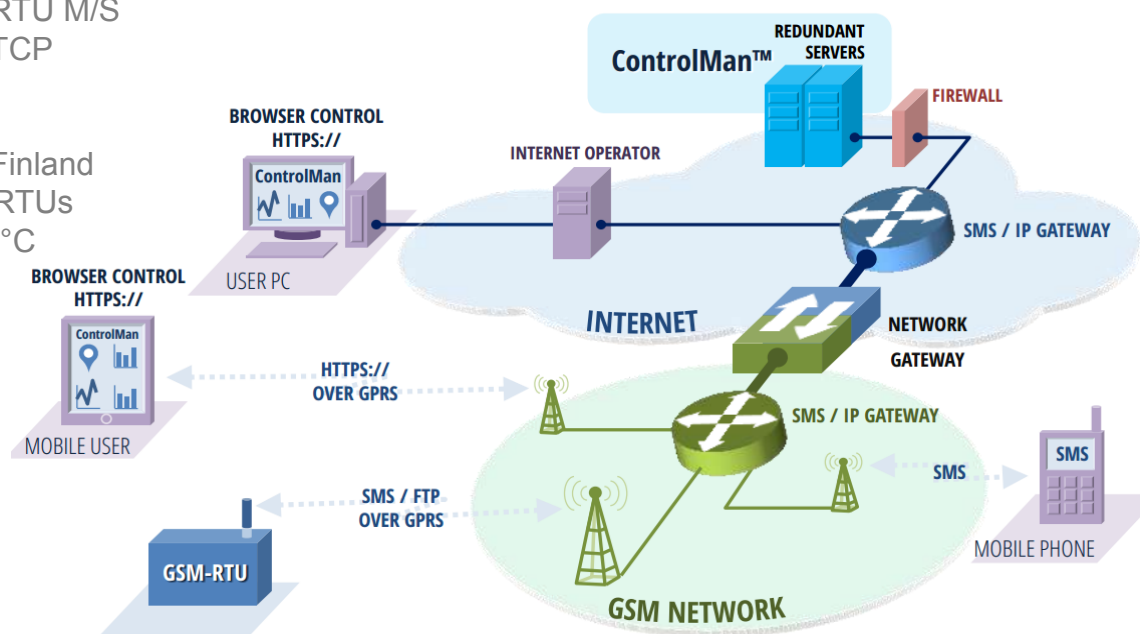 RTU M/S
TCP
Finland
RTUs
°C
ControlMan™
REDUNDANT
SERVERS
FIREWALL
BROWSER CONTROL
HTTPS://
ControlMan
USER PC
INTERNET OPERATOR
SMS / IP GATEWAY
INTERNET
NETWORK
GATEWAY
BROWSER CONTROL
HTTPS://
ControlMan
MOBILE USER
HTTPS://
OVER GPRS
SMS / IP GATEWAY
SMS / FTP
OVER GPRS
GSM-RTU
SMS
SMS
MOBILE PHONE
GSM NETWORK